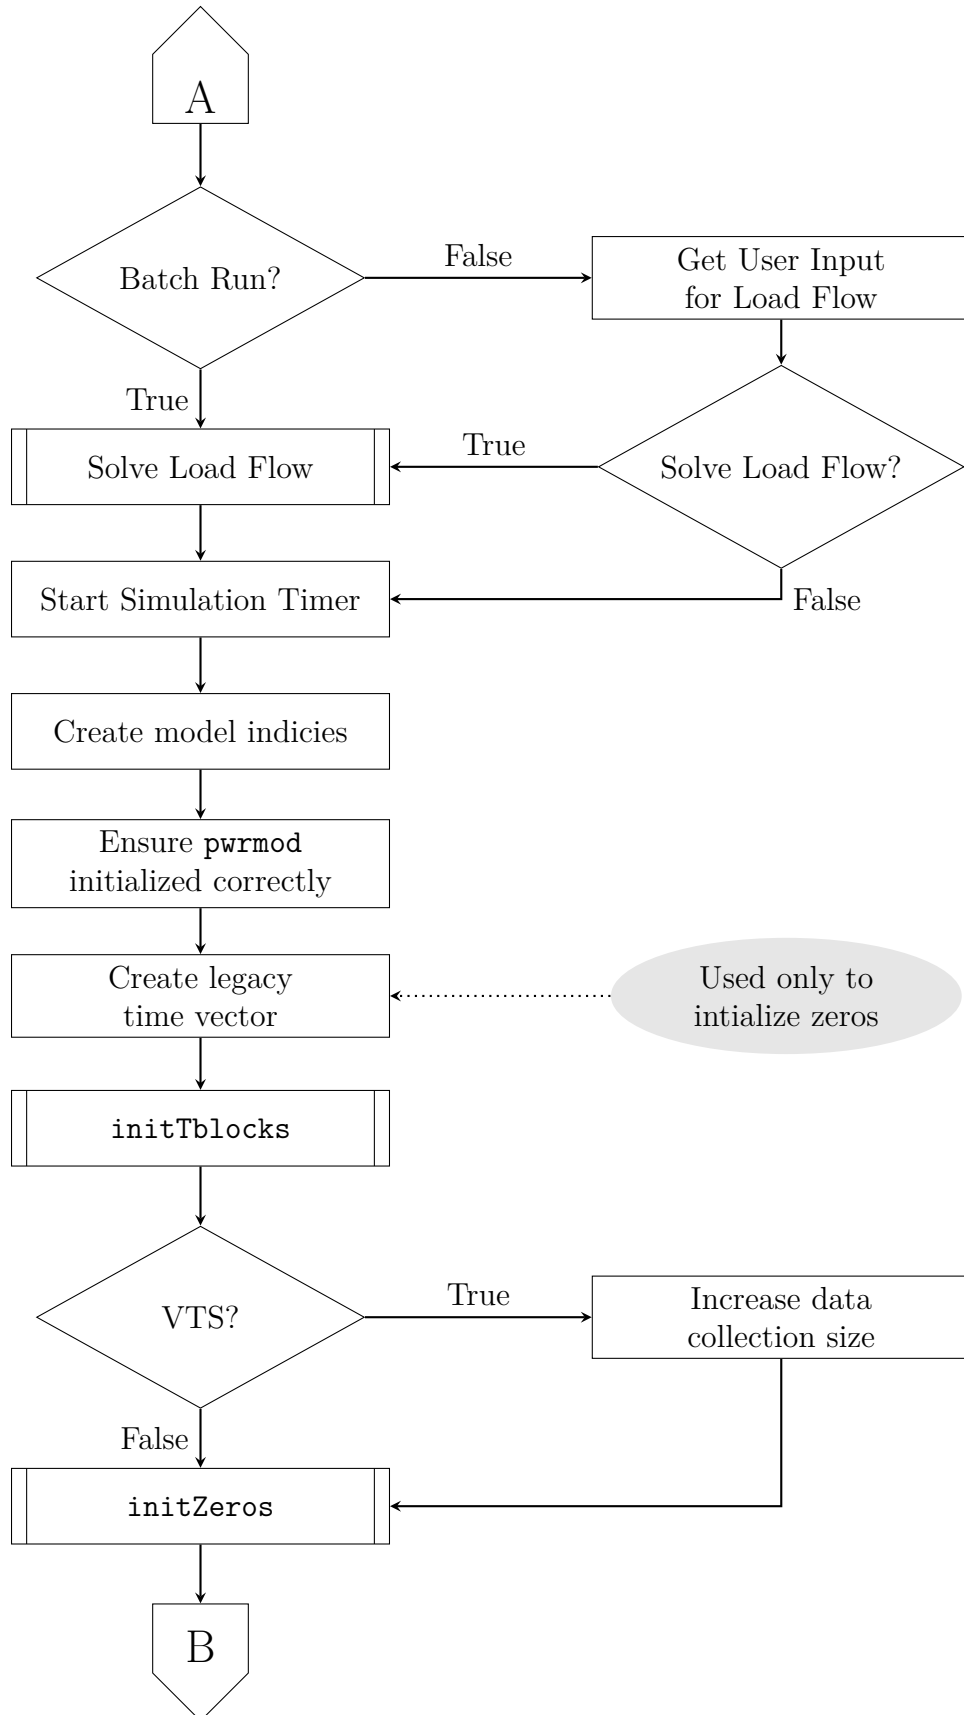 A
Batch Run?
False
Get User Input
for Load Flow
True
Solve Load Flow
True
Solve Load Flow?
Start Simulation Timer
False
Create model indicies
Ensure pwrmod
initialized correctly
Create legacy
time vector
Used only to
intialize zeros
initTblocks
VTS?
True
Increase data
collection size
False
initZeros
B